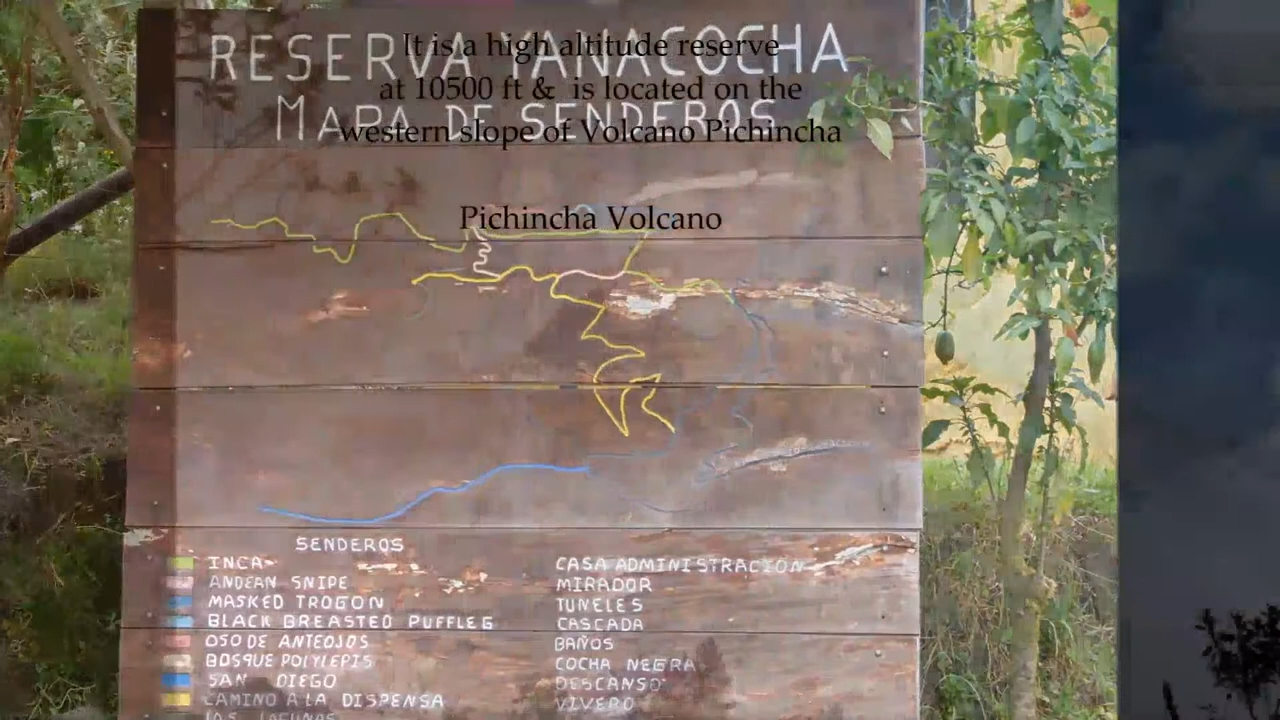 RESERVA YANACOCHA
MAPA DE SENDEROS
It is a high altitude reserve
at 10500 ft & is located on the
western slope of Volcano Pichincha
Pichincha Volcano
SENDEROS
INCA
ANDEAN SNIPE
MASKED TROGON
BLACK BREASTED PUFFLEG
OSO DE ANTEOJOS
BOSQUE POLYLEPIS
SAN DIEGO
CAMINO A LA DISPENSA
LAS LAGUNAS
CASA ADMINISTRACION
MIRADOR
TUNELES
CASCADA
BAÑOS
COCHA NEGRA
DESCANSO
VIVERO